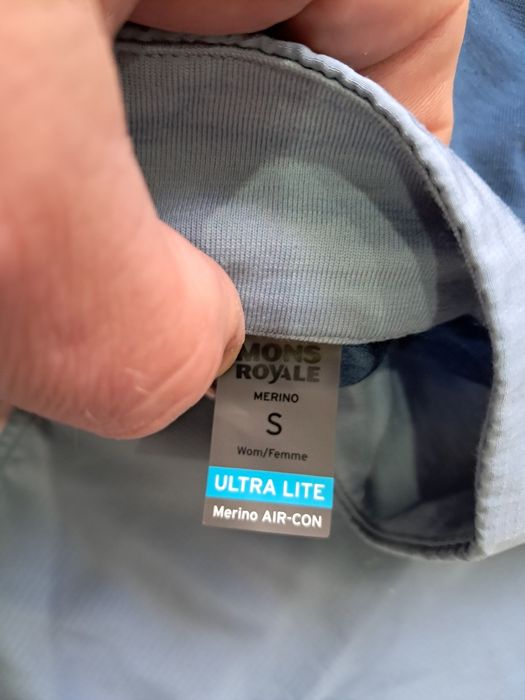 MONS
ROYALE
MERINO
S
Wom/Femme
ULTRA LITE
Merino AIR-CON